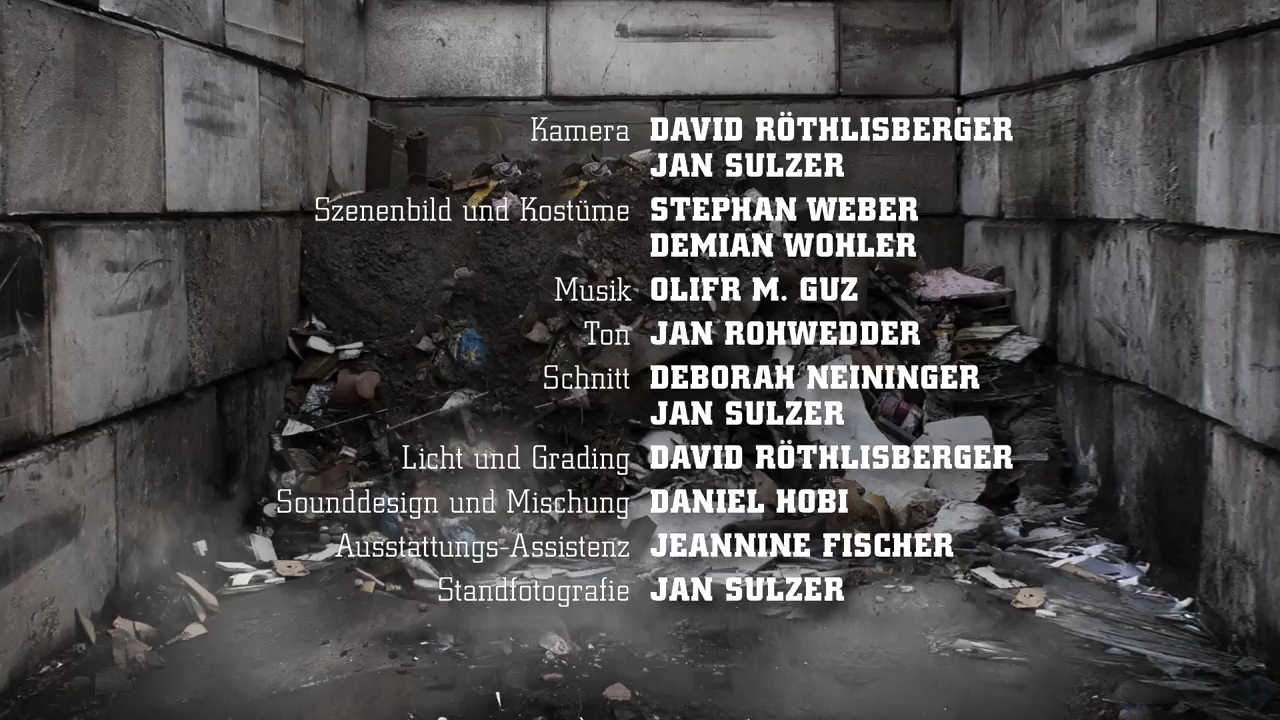 Kamera DAVID RÖTHLISBERGER
JAN SULZER
Szenenbild und Kostüme STEPHAN WEBER
DEMIAN WOHLER
Musik OLIFR M. GUZ
Ton JAN ROHWEDDER
Schnitt DEBORAH NEININGER
JAN SULZER
Licht und Grading DAVID RÖTHLISBERGER
Sounddesign und Mischung DANIEL HOBI
Ausstattungs-Assistenz JEANNINE FISCHER
Standfotografie JAN SULZER